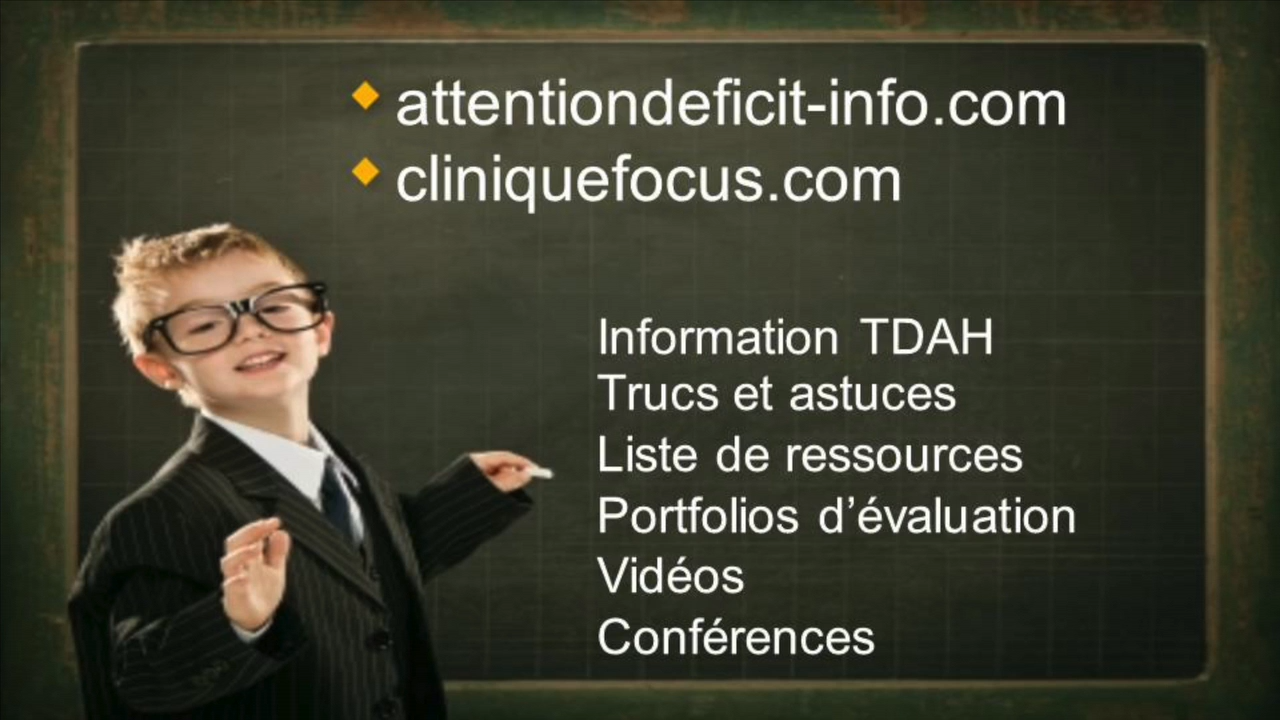 attentiondeficit-info.com
cliniquefocus.com
Information TDAH
Trucs et astuces
Liste de ressources
Portfolios d’évaluation
Vidéos
Conférences